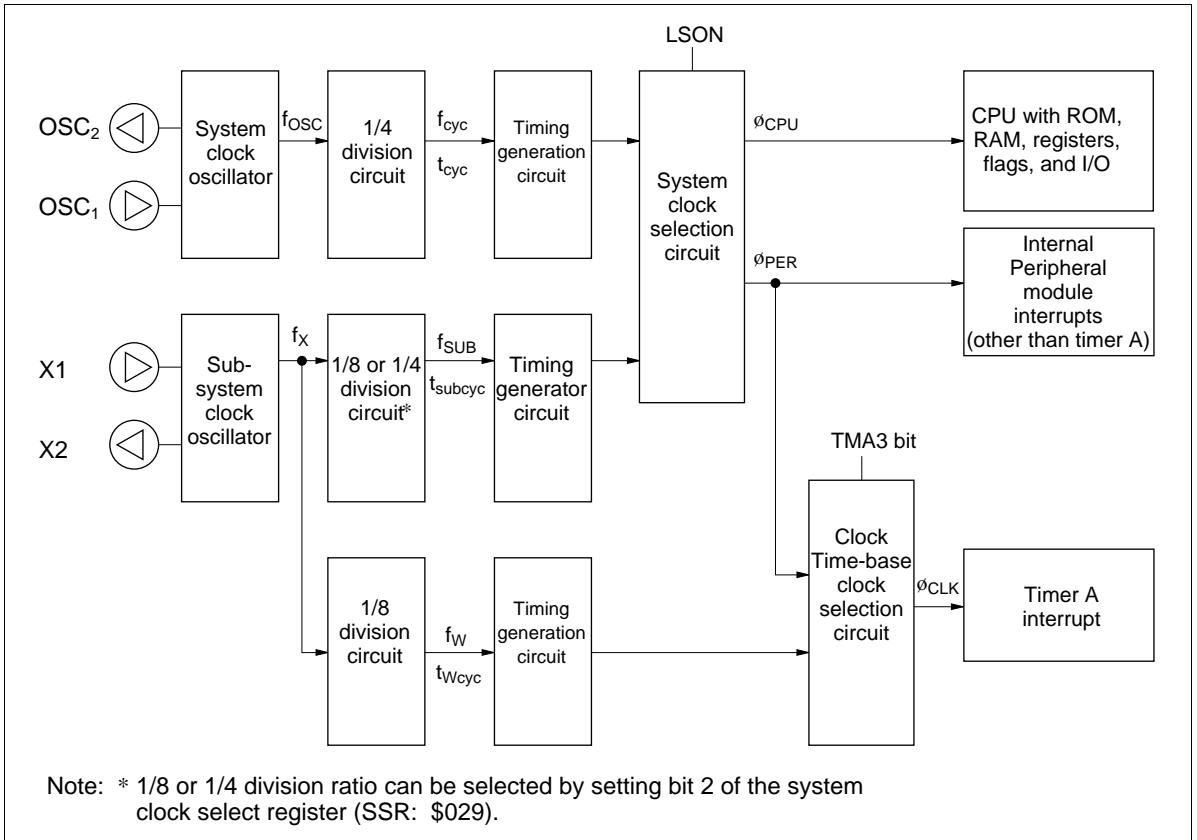 LSON
OSC2
OSC1
System
clock
oscillator
fOSC
1/4
division
circuit
fcyc
tcyc
Timing
generation
circuit
System
clock
selection
circuit
øCPU
CPU with ROM,
RAM, registers,
flags, and I/O
øPER
Internal
Peripheral
module
interrupts
(other than timer A)
X1
X2
Sub-
system
clock
oscillator
fX
1/8 or 1/4
division
circuit*
fSUB
tsubcyc
Timing
generator
circuit
TMA3 bit
1/8
division
circuit
fW
tWcyc
Timing
generation
circuit
Clock
Time-base
clock
selection
circuit
øCLK
Timer A
interrupt
Note: * 1/8 or 1/4 division ratio can be selected by setting bit 2 of the system
clock select register (SSR: $029).